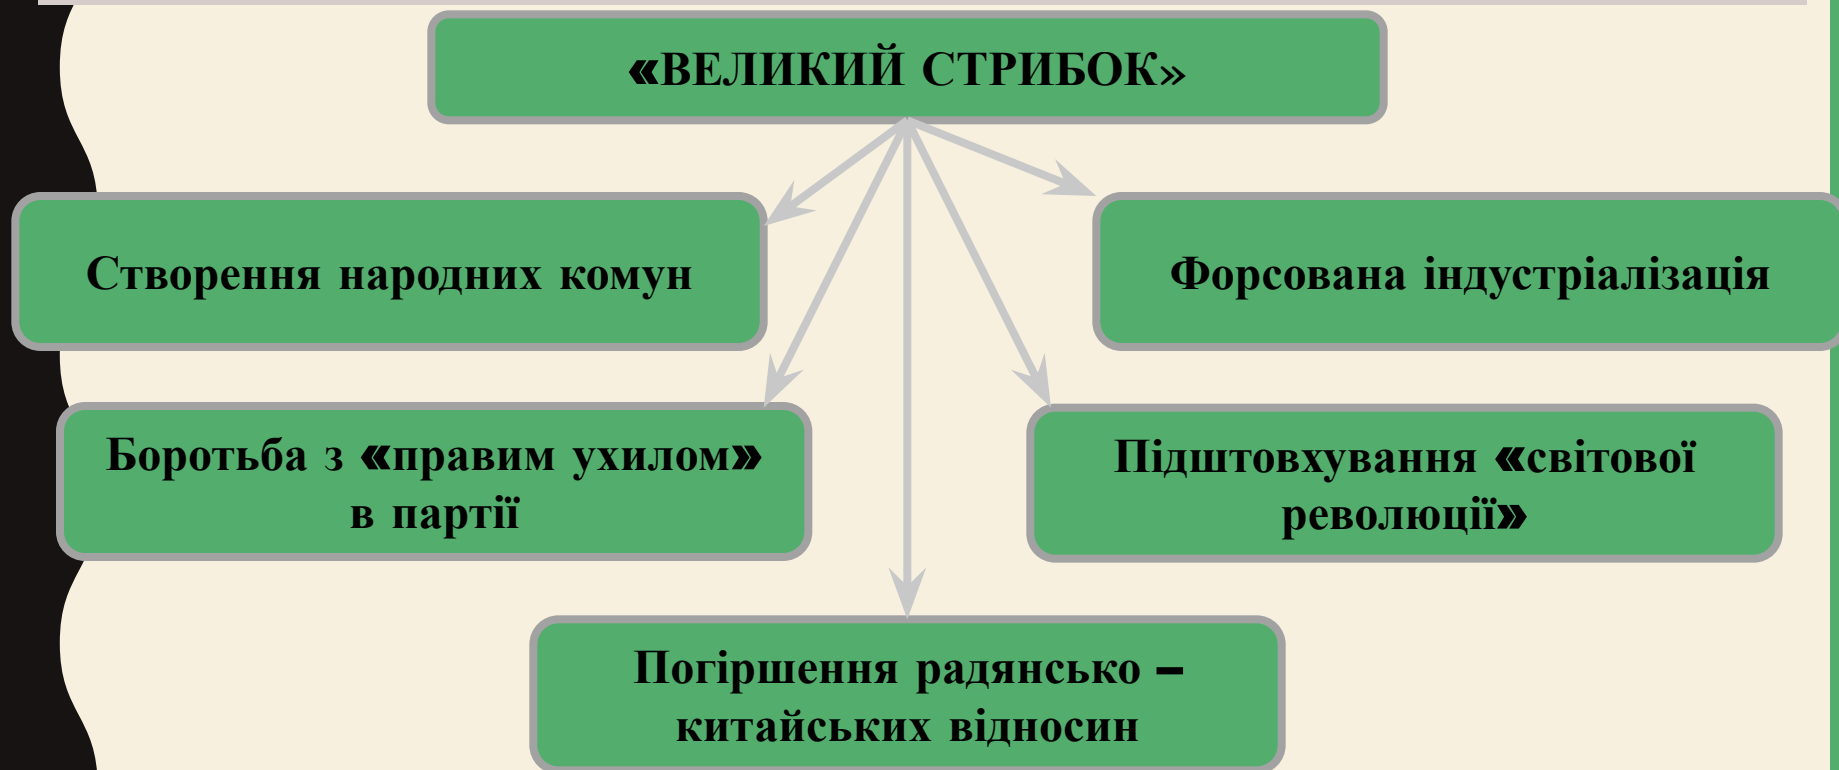 «ВЕЛИКИЙ СТРИБОК»
Створення народних комун
Форсована індустріалізація
Боротьба з «правим ухилом»
в партії
Підштовхування «світової
революції»
Погіршення радянсько –
китайських відносин